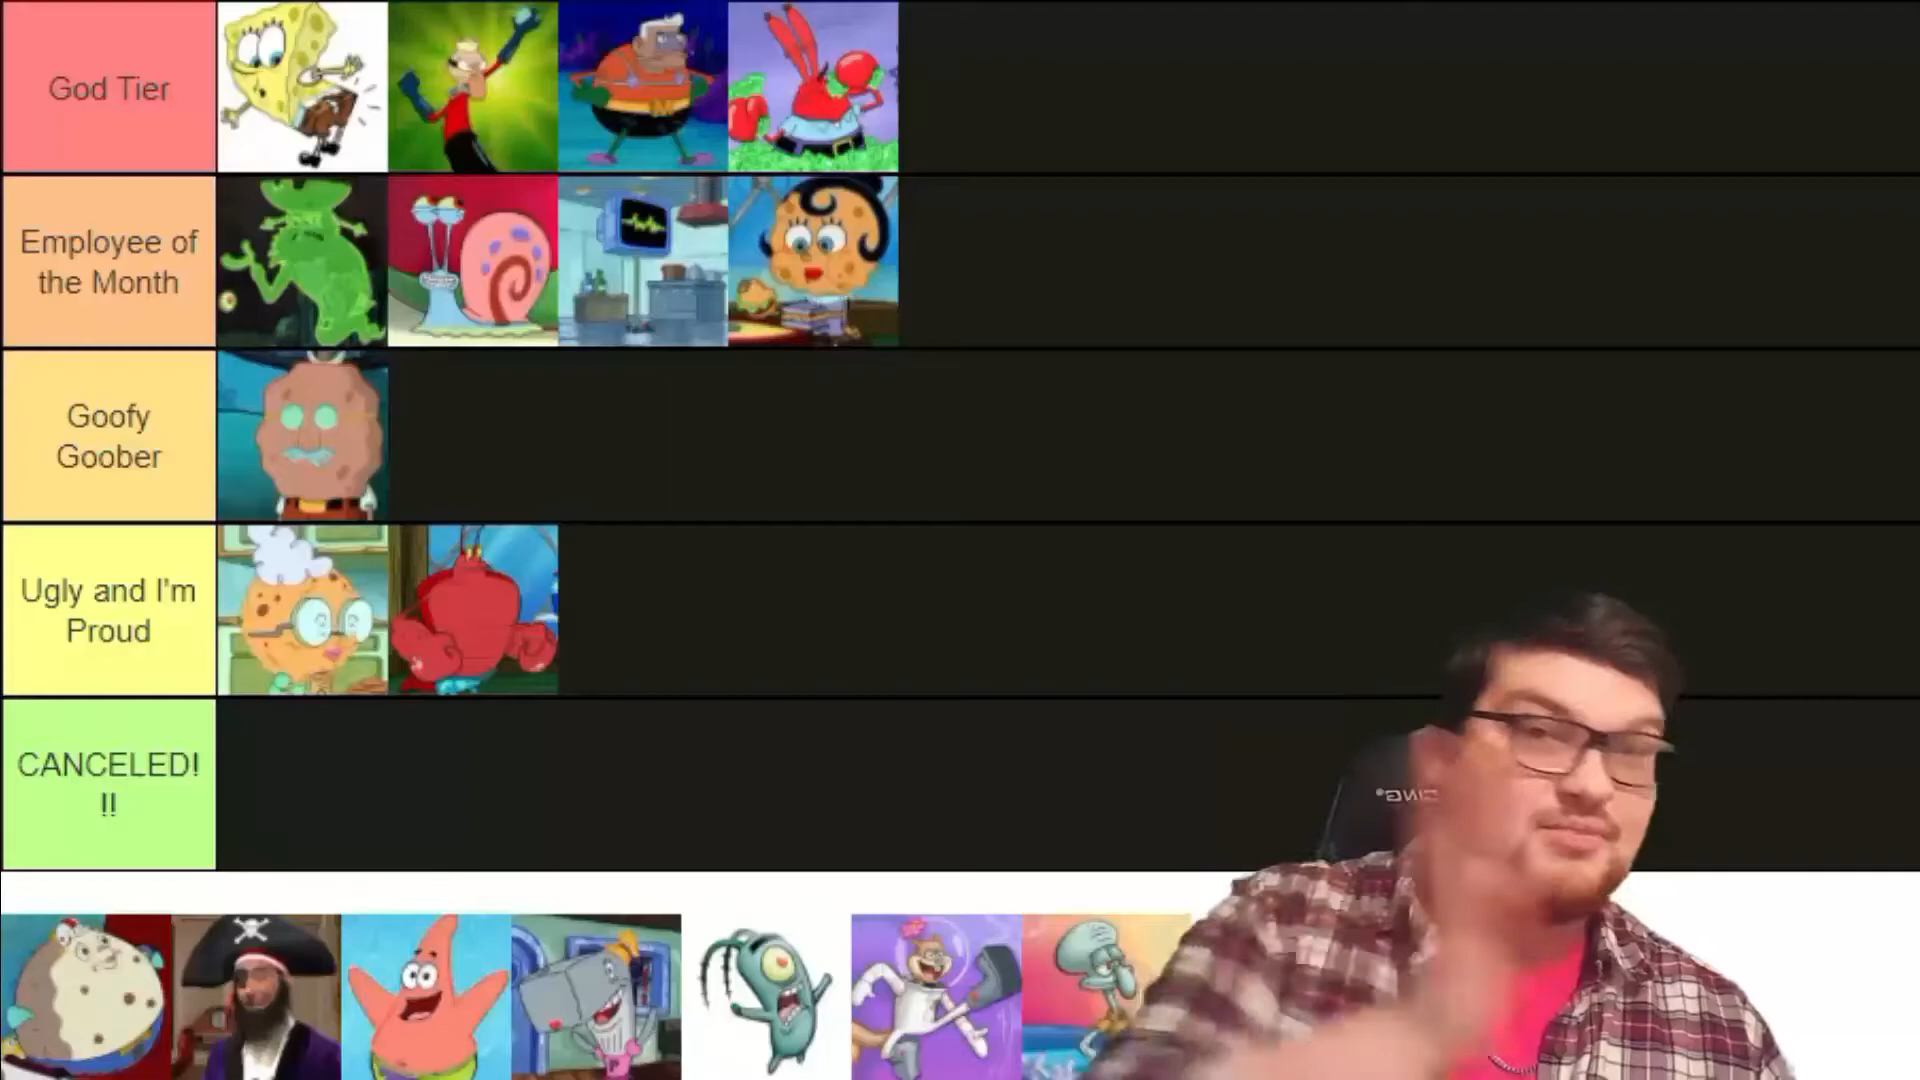 God Tier
Employee of
the Month
Goofy
Goober
Ugly and I'm
Proud
CANCELED!
!!